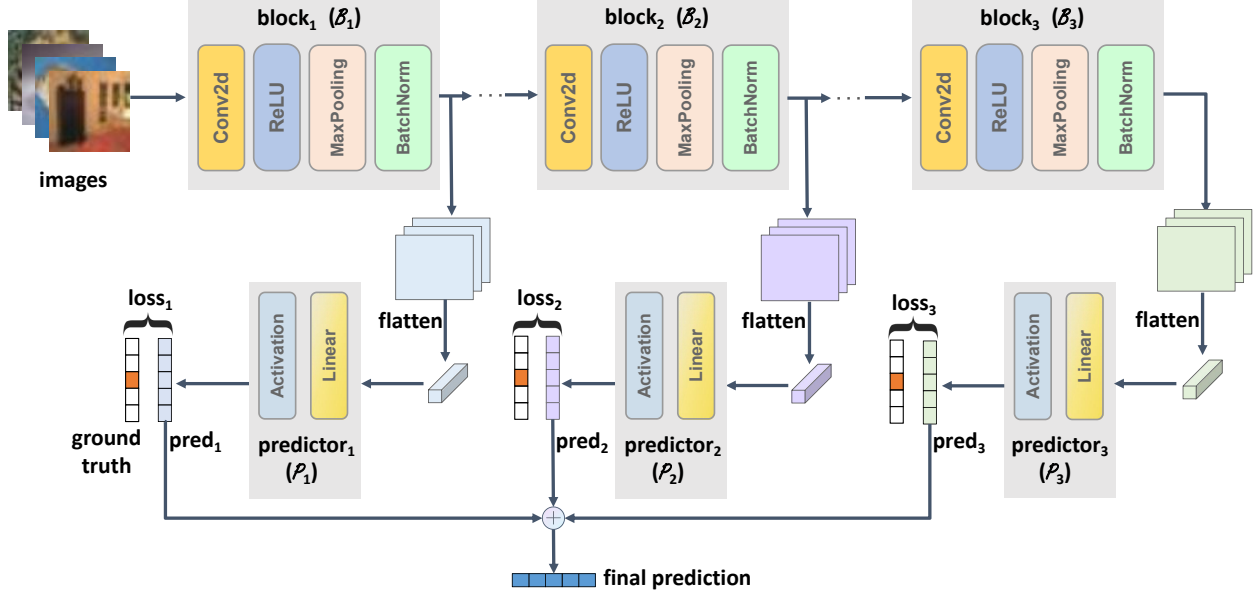 block₁ (ℬ₁)
block₂ (ℬ₂)
block₃ (ℬ₃)
Conv2d
ReLU
MaxPooling
BatchNorm
Conv2d
ReLU
MaxPooling
BatchNorm
Conv2d
ReLU
MaxPooling
BatchNorm
images
loss₁
Activation
Linear
flatten
loss₂
Activation
Linear
flatten
loss₃
Activation
Linear
flatten
ground
truth
pred₁
predictor₁
(𝒫₁)
pred₂
predictor₂
(𝒫₂)
pred₃
predictor₃
(𝒫₃)
final prediction